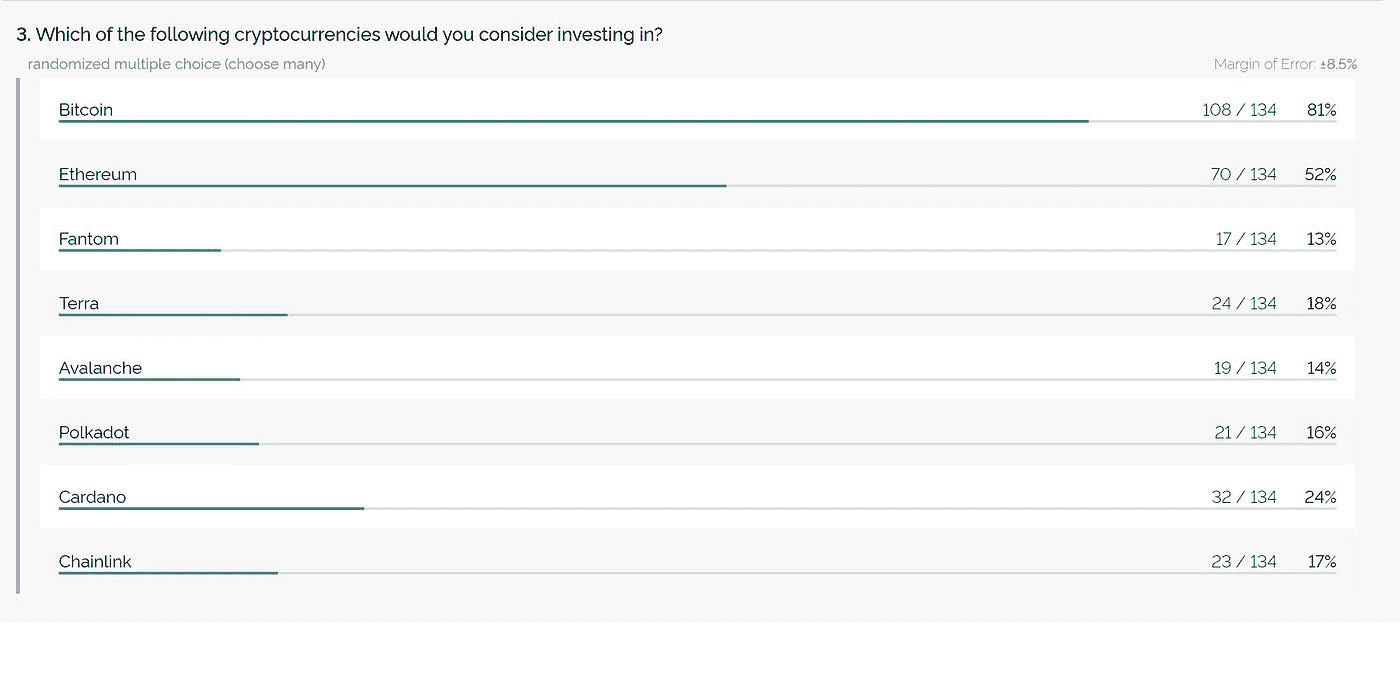 3. Which of the following cryptocurrencies would you consider investing in?
randomized multiple choice (choose many) Margin of Error: ±8.5%
Bitcoin 108 / 134 81%
Ethereum 70 / 134 52%
Fantom 17 / 134 13%
Terra 24 / 134 18%
Avalanche 19 / 134 14%
Polkadot 21 / 134 16%
Cardano 32 / 134 24%
Chainlink 23 / 134 17%